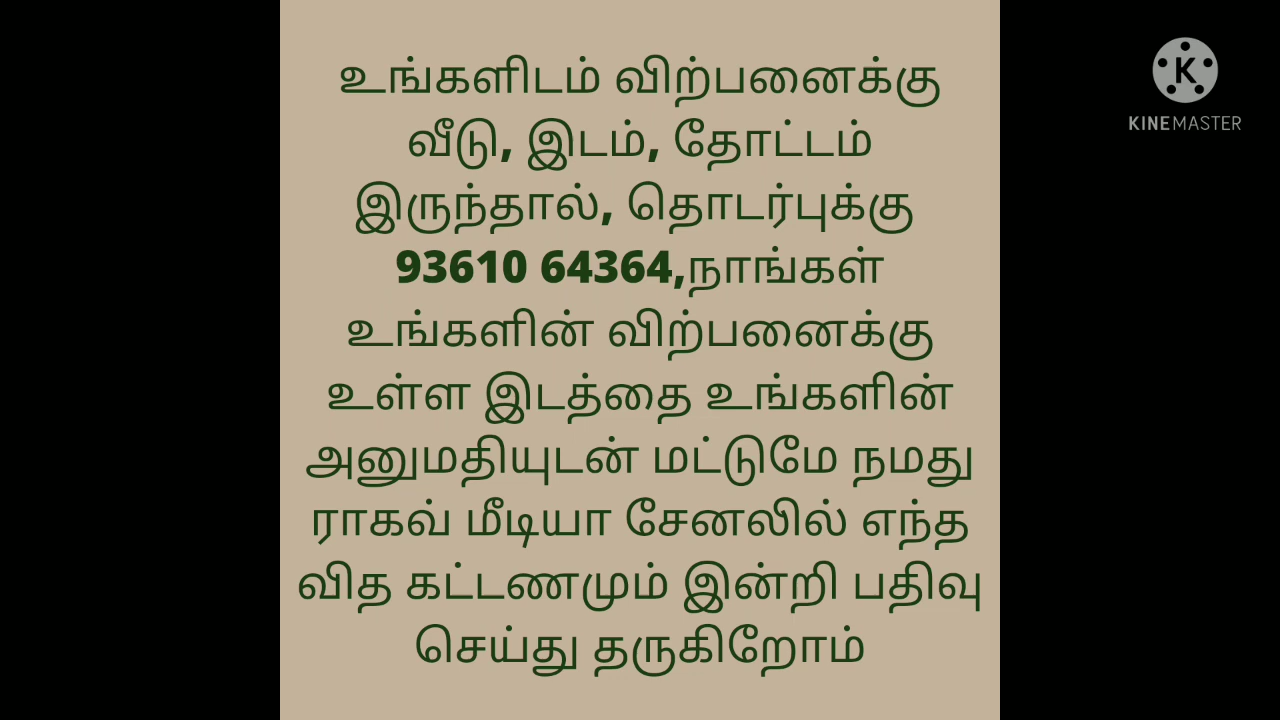 உங்களிடம் விற்பனைக்கு
வீடு, இடம், தோட்டம்
இருந்தால், தொடர்புக்கு
93610 64364,நாங்கள்
உங்களின் விற்பனைக்கு
உள்ள இடத்தை உங்களின்
அனுமதியுடன் மட்டுமே நமது
ராகவ் மீடியா சேனலில் எந்த
வித கட்டணமும் இன்றி பதிவு
செய்து தருகிறோம்
K
KINEMASTER